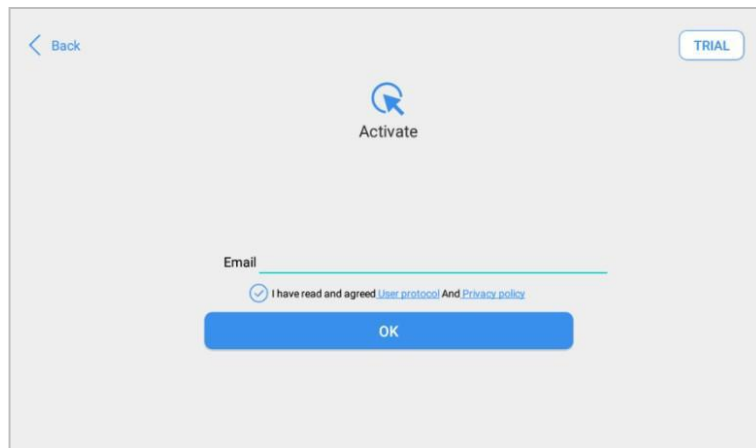 Back
TRIAL
Activate
Email
I have read and agreed User protocol And Privacy policy
OK